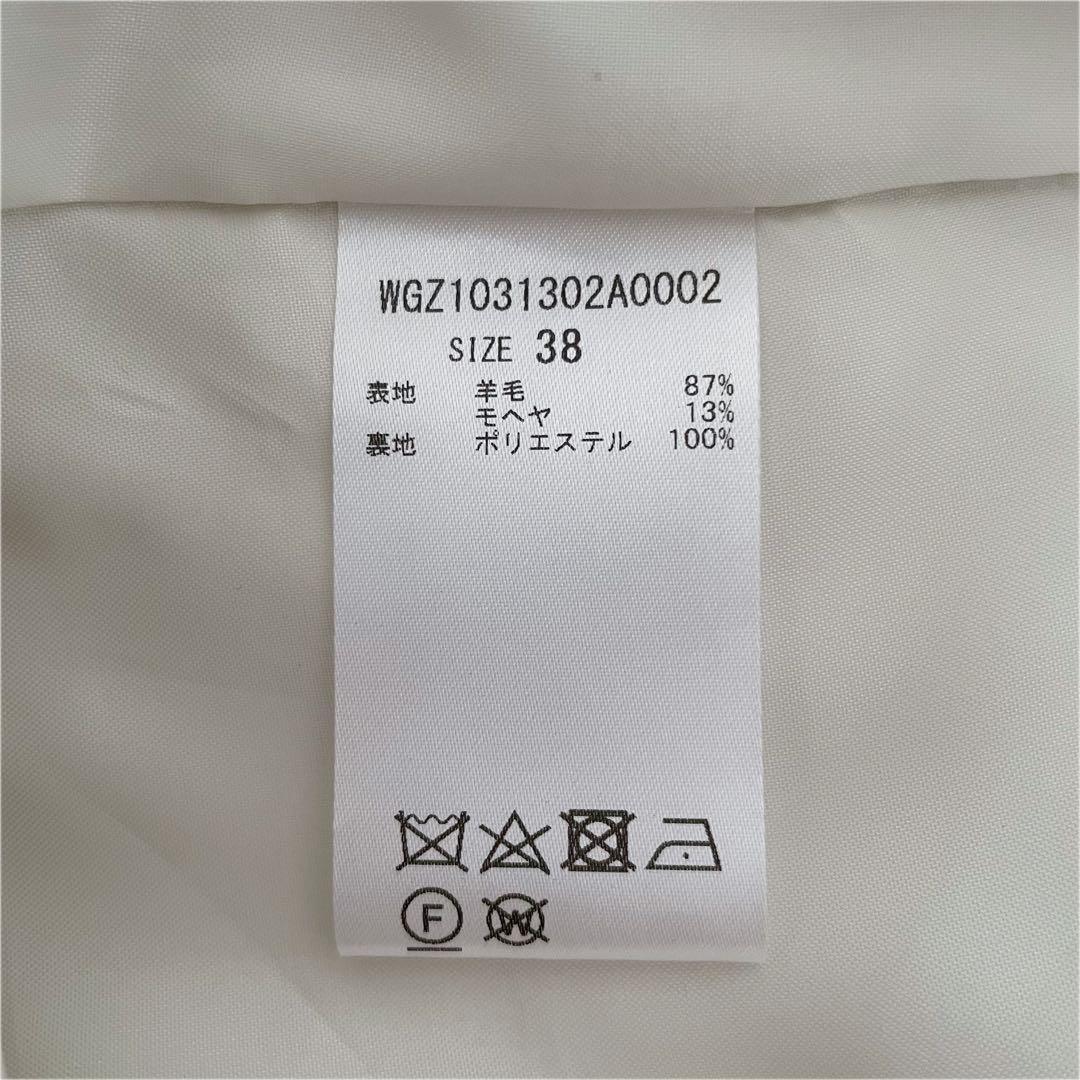 WGZ1031302A0002
SIZE 38
表地 羊毛 87%
モヘヤ 13%
裏地 ポリエステル 100%
F W